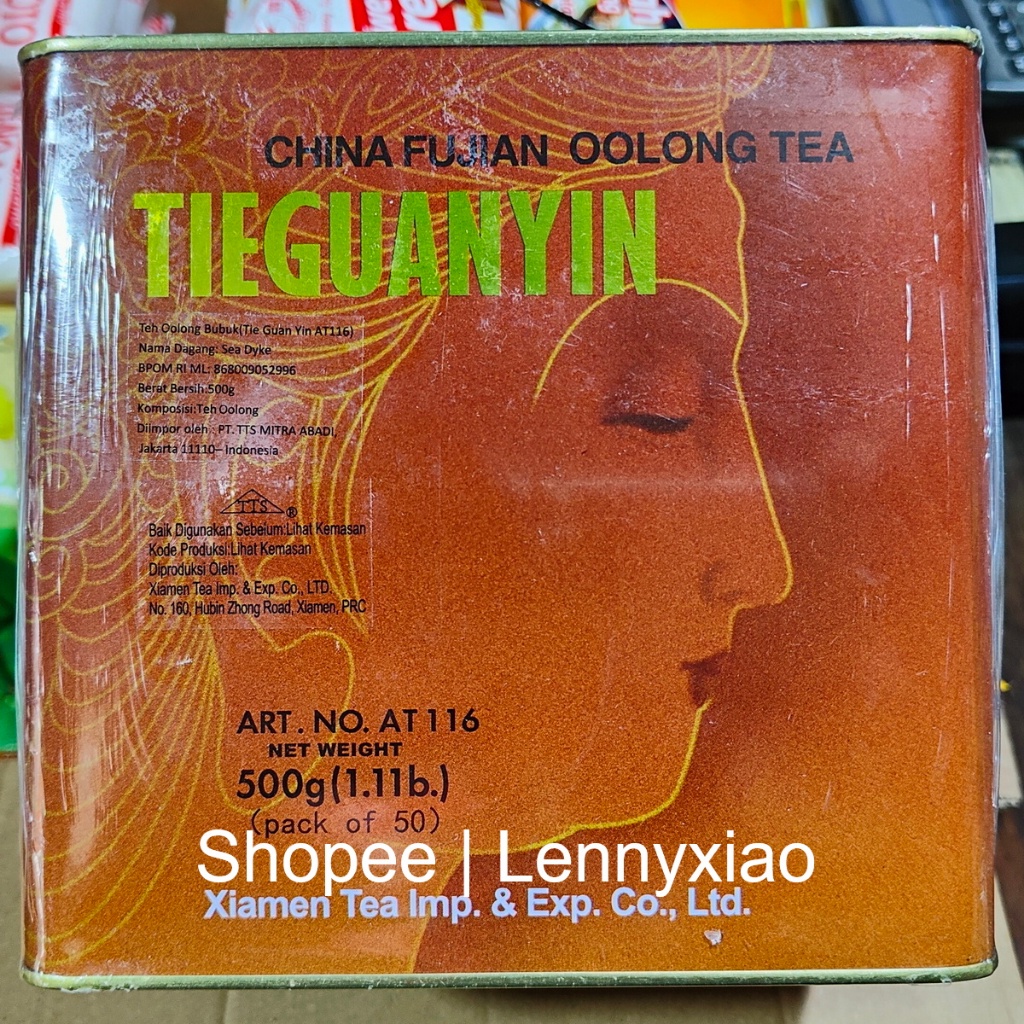 CHINA FUJIAN OOLONG TEA
TIEGUANYIN
Teh Oolong Bubuk(Tie Guan Yin AT116)
Nama Dagang: Sea Dyke
BPOM RI ML: 868009052996
Berat Bersih:500g
Komposisi:Teh Oolong
Diimpor oleh : PT. TTS MITRA ABADI,
Jakarta 11110– Indonesia
TTS ®
Baik Digunakan Sebelum:Lihat Kemasan
Kode Produksi:Lihat Kemasan
Diproduksi Oleh:
Xiamen Tea Imp. & Exp. Co., LTD.
No. 160, Hubin Zhong Road, Xiamen, PRC
ART. NO. AT 116
NET WEIGHT
500g(1.11b.)
(pack of 50)
Shopee | Lennyxiao
Xiamen Tea Imp. & Exp. Co., Ltd.